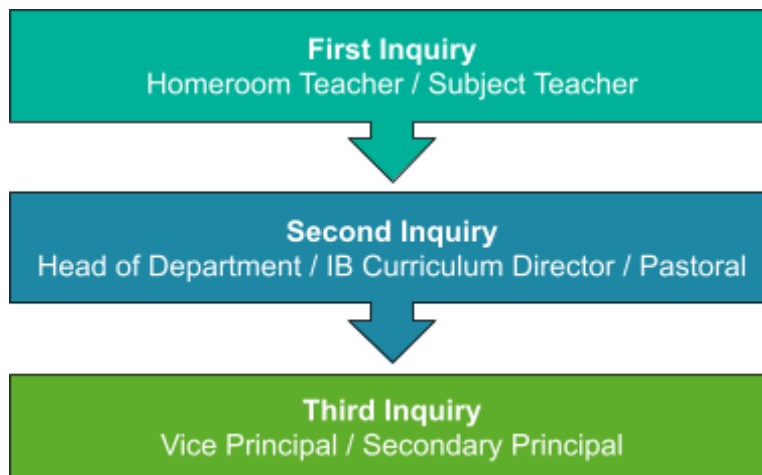 First Inquiry
Homeroom Teacher / Subject Teacher
Second Inquiry
Head of Department / IB Curriculum Director / Pastoral
Third Inquiry
Vice Principal / Secondary Principal